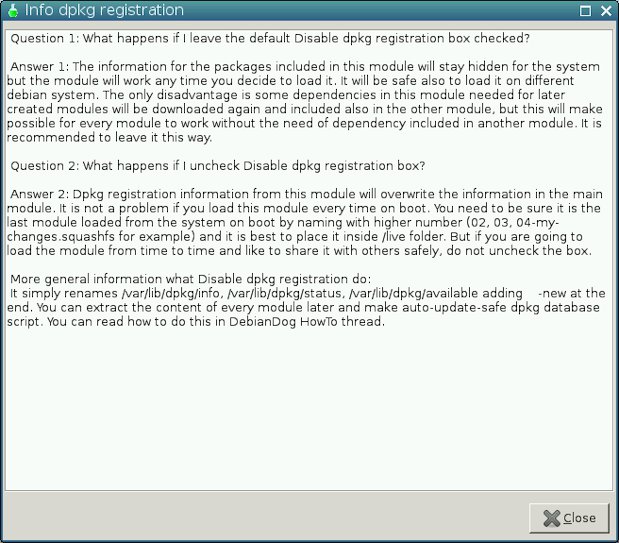 Info dpkg registration
Question 1: What happens if I leave the default Disable dpkg registration box checked?
Answer 1: The information for the packages included in this module will stay hidden for the system
but the module will work any time you decide to load it. It will be safe also to load it on different
debian system. The only disadvantage is some dependencies in this module needed for later
created modules will be downloaded again and included also in the other module, but this will make
possible for every module to work without the need of dependency included in another module. It is
recommended to leave it this way.
Question 2: What happens if I uncheck Disable dpkg registration box?
Answer 2: Dpkg registration information from this module will overwrite the information in the main
module. It is not a problem if you load this module every time on boot. You need to be sure it is the
last module loaded from the system on boot by naming with higher number (02, 03, 04-my-
changes.squashfs for example) and it is best to place it inside /live folder. But if you are going to
load the module from time to time and like to share it with others safely, do not uncheck the box.
More general information what Disable dpkg registration do:
It simply renames /var/lib/dpkg/info, /var/lib/dpkg/status, /var/lib/dpkg/available adding    -new at the
end. You can extract the content of every module later and make auto-update-safe dpkg database
script. You can read how to do this in DebianDog HowTo thread.
Close